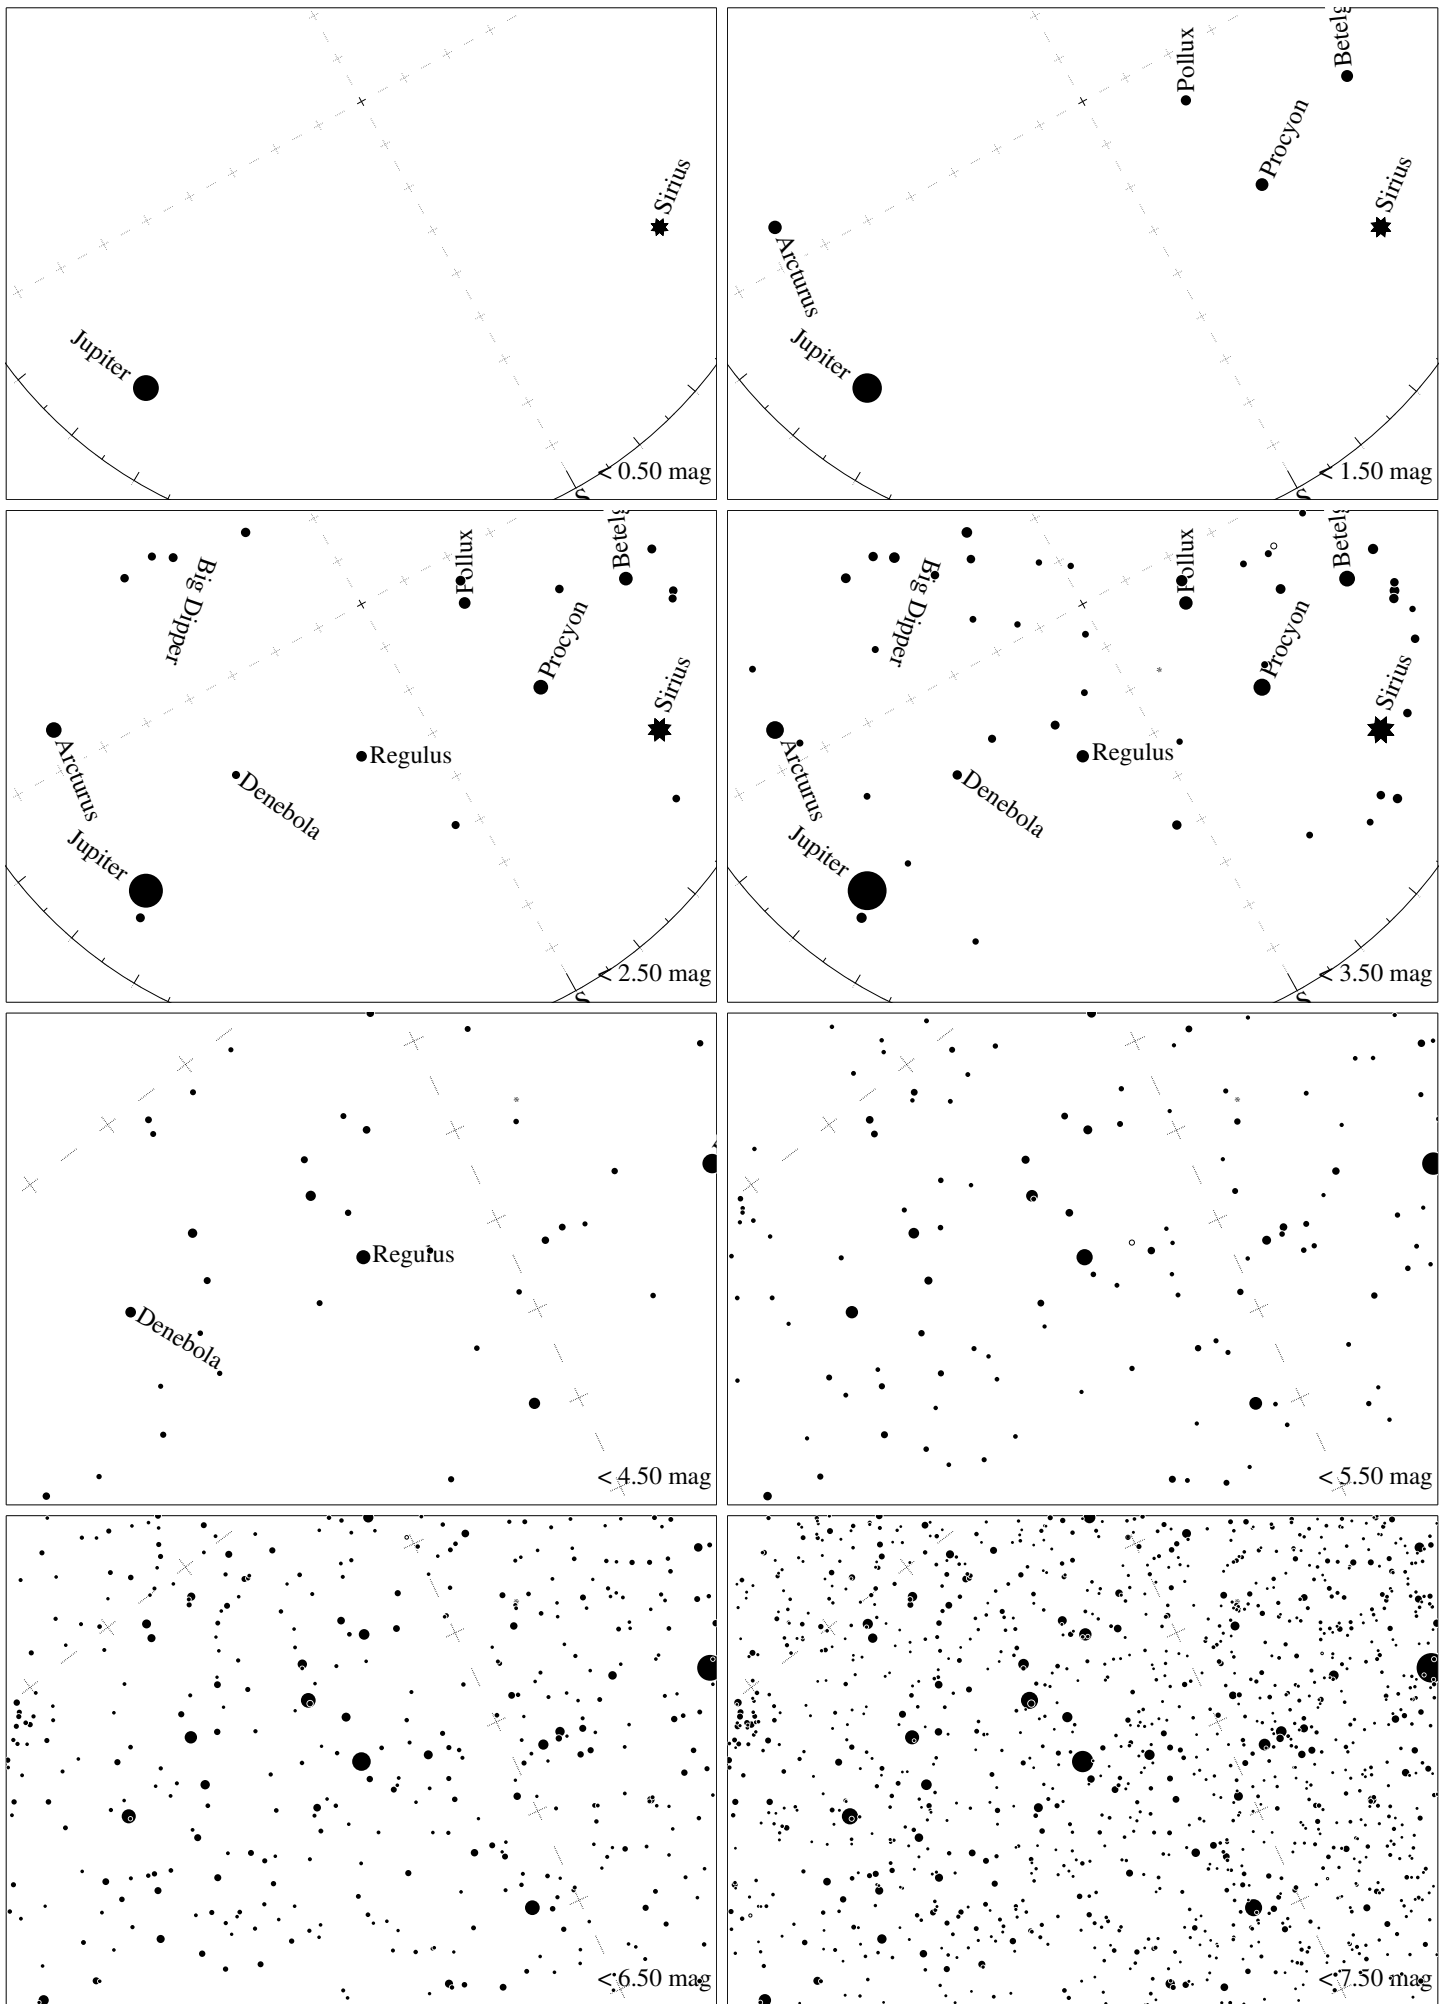 Sirius
Jupiter
< 0.50 mag
S
Pollux
Betelg
Procyon
Sirius
Arcturus
Jupiter
< 1.50 mag
S
Big Dipper
Pollux
Betelg
Procyon
Sirius
Arcturus
Regulus
Denebola
Jupiter
< 2.50 mag
S
Big Dipper
Pollux
Betelg
Procyon
Sirius
Arcturus
Regulus
Denebola
Jupiter
< 3.50 mag
S
Regulus
Denebola
< 4.50 mag
< 5.50 mag
< 6.50 mag
< 7.50 mag